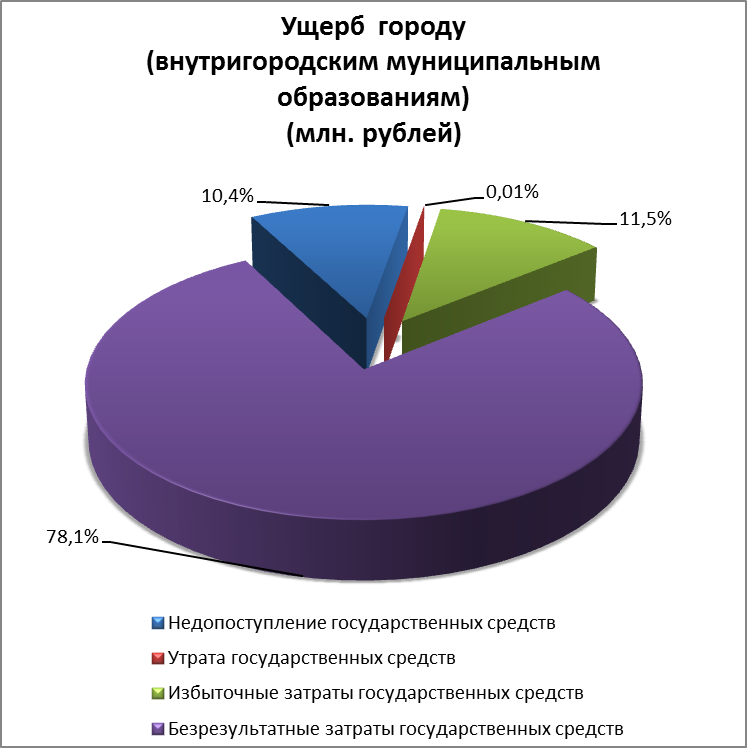 Ущерб городу
(внутригородским муниципальным
образованиям)
(млн. рублей)
10,4%
0,01%
11,5%
78,1%
Недопоступление государственных средств
Утрата государственных средств
Избыточные затраты государственных средств
Безрезультатные затраты государственных средств